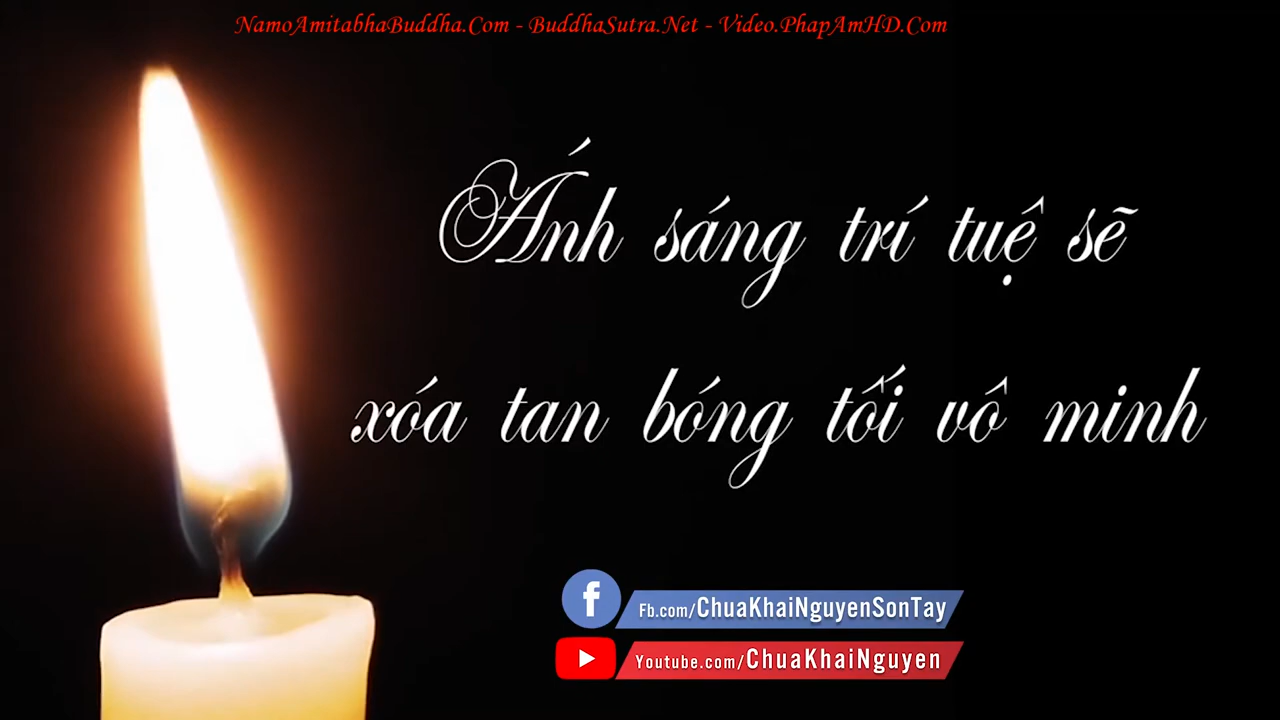 NamoAmitabhaBuddha.Com - BuddhaSutra.Net - Video.PhapAmHD.Com
Ánh sáng trí tuệ sẽ
xóa tan bóng tối vô minh
f Fb.com/ChuaKhaiNguyenSonTay
Youtube.com/ChuaKhaiNguyen